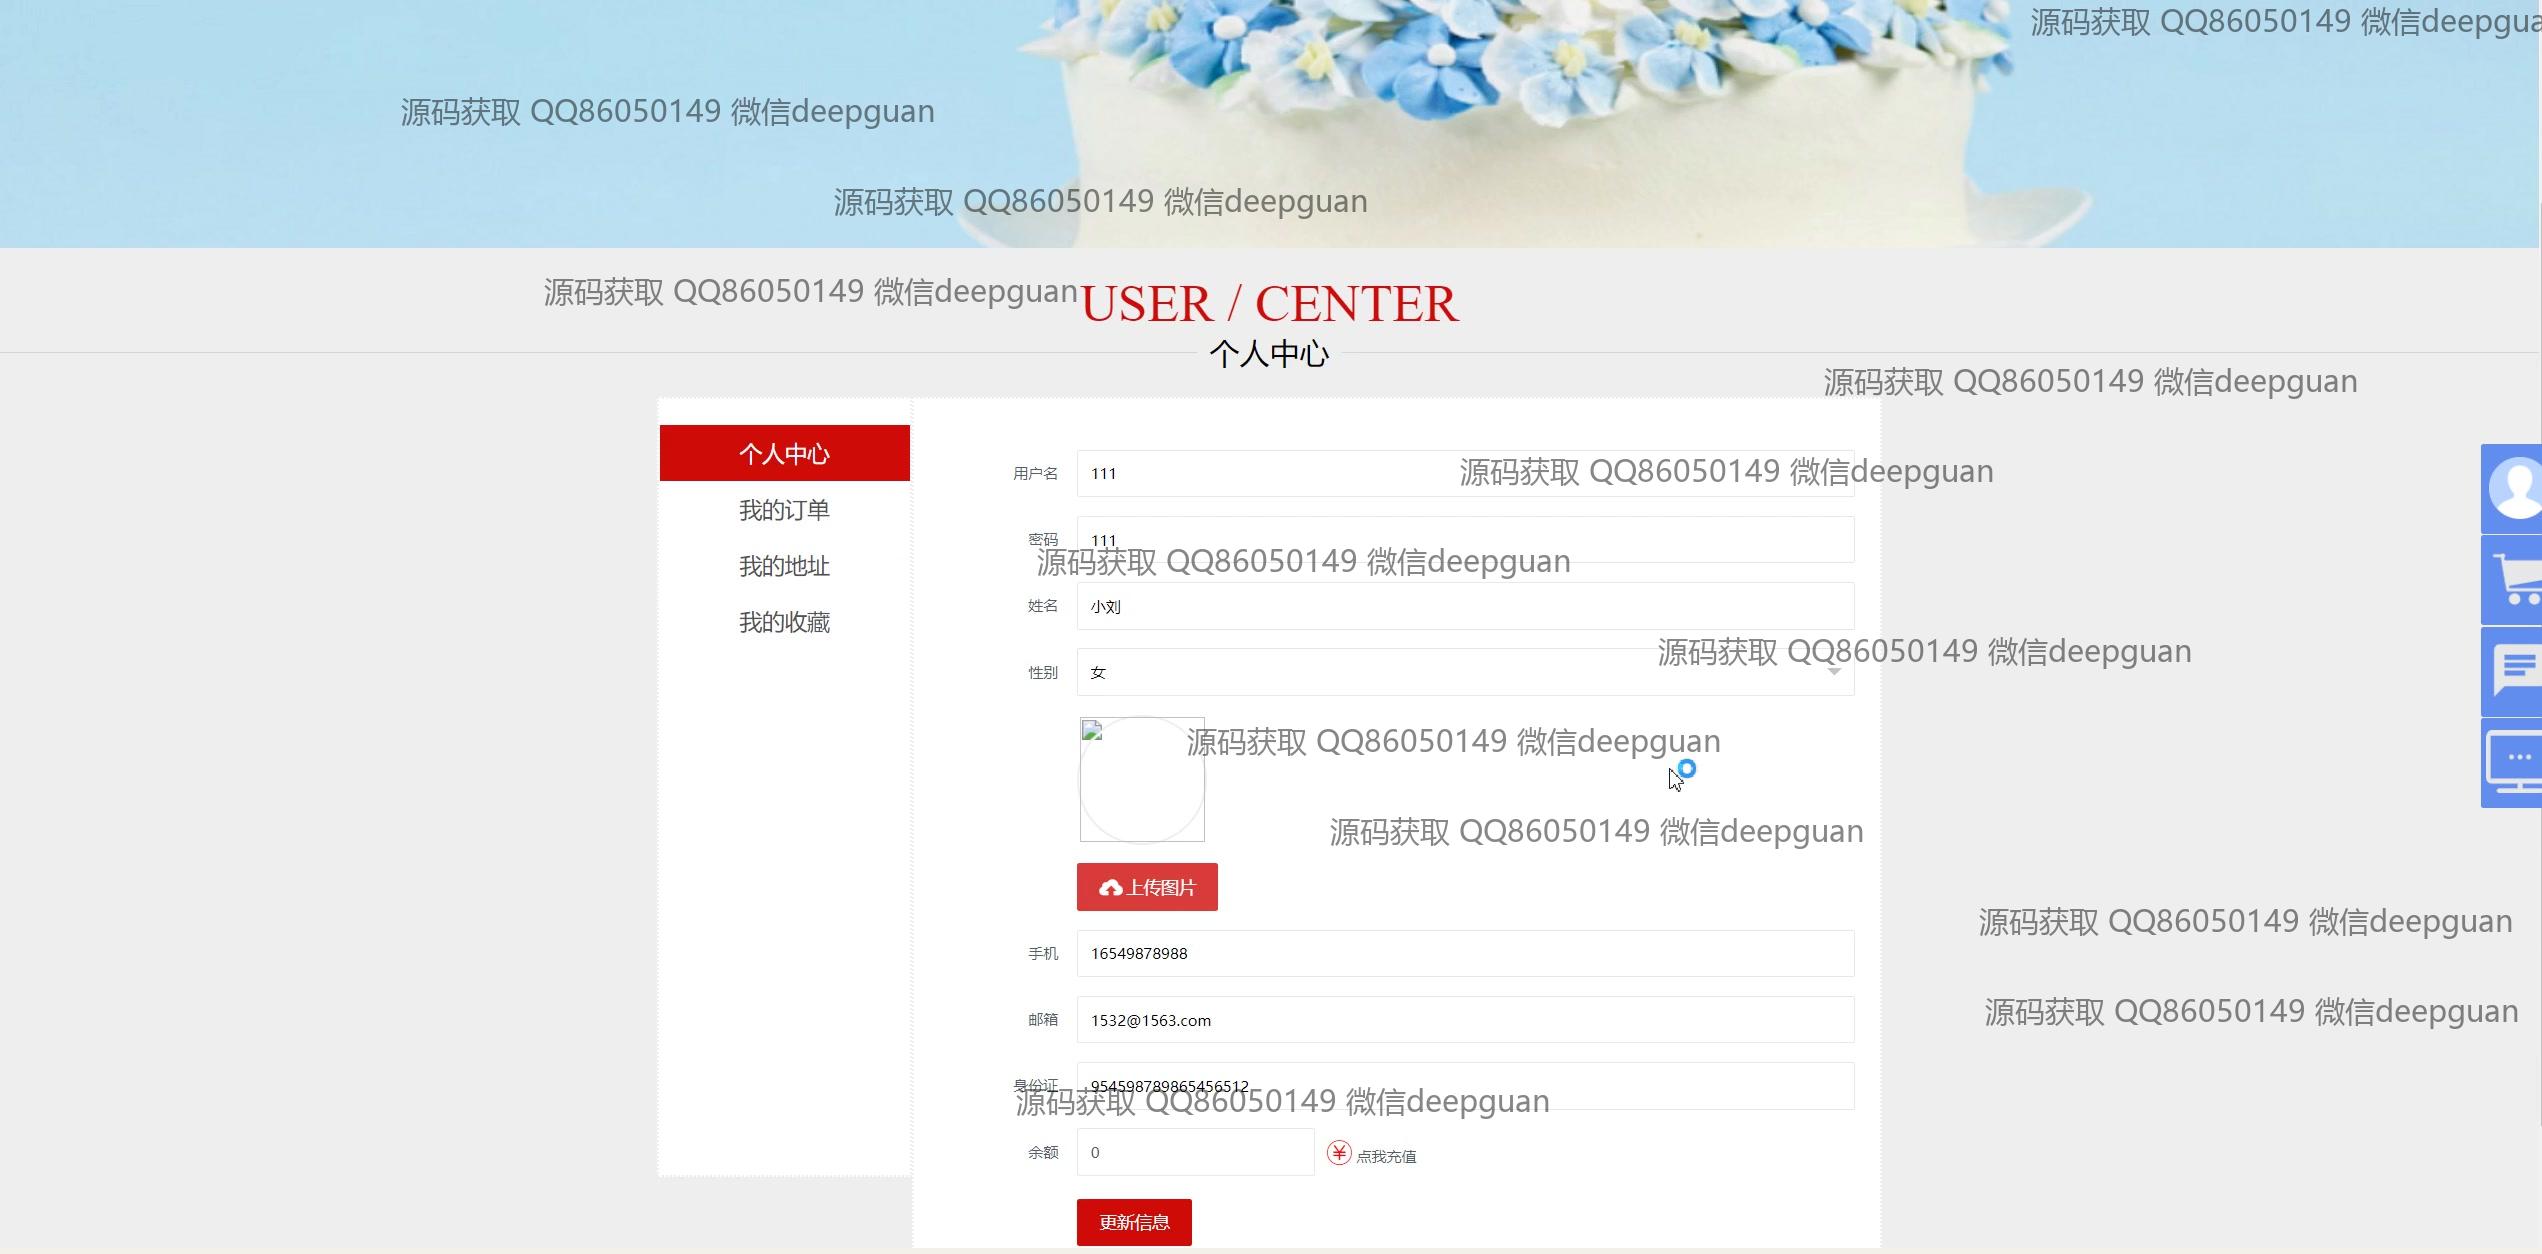 源码获取 QQ86050149 微信deepgua
源码获取 QQ86050149 微信deepguan
源码获取 QQ86050149 微信deepguan
源码获取 QQ86050149 微信deepguan
USER / CENTER
个人中心
源码获取 QQ86050149 微信deepguan
个人中心
我的订单
我的地址
我的收藏
用户名 111
源码获取 QQ86050149 微信deepguan
密码 111
源码获取 QQ86050149 微信deepguan
姓名 小刘
源码获取 QQ86050149 微信deepguan
性别 女
源码获取 QQ86050149 微信deepguan
源码获取 QQ86050149 微信deepguan
上传图片
源码获取 QQ86050149 微信deepguan
手机 16549878988
源码获取 QQ86050149 微信deepguan
邮箱 1532@1563.com
身份证 954598789865456512
源码获取 QQ86050149 微信deepguan
余额 0 点我充值
更新信息